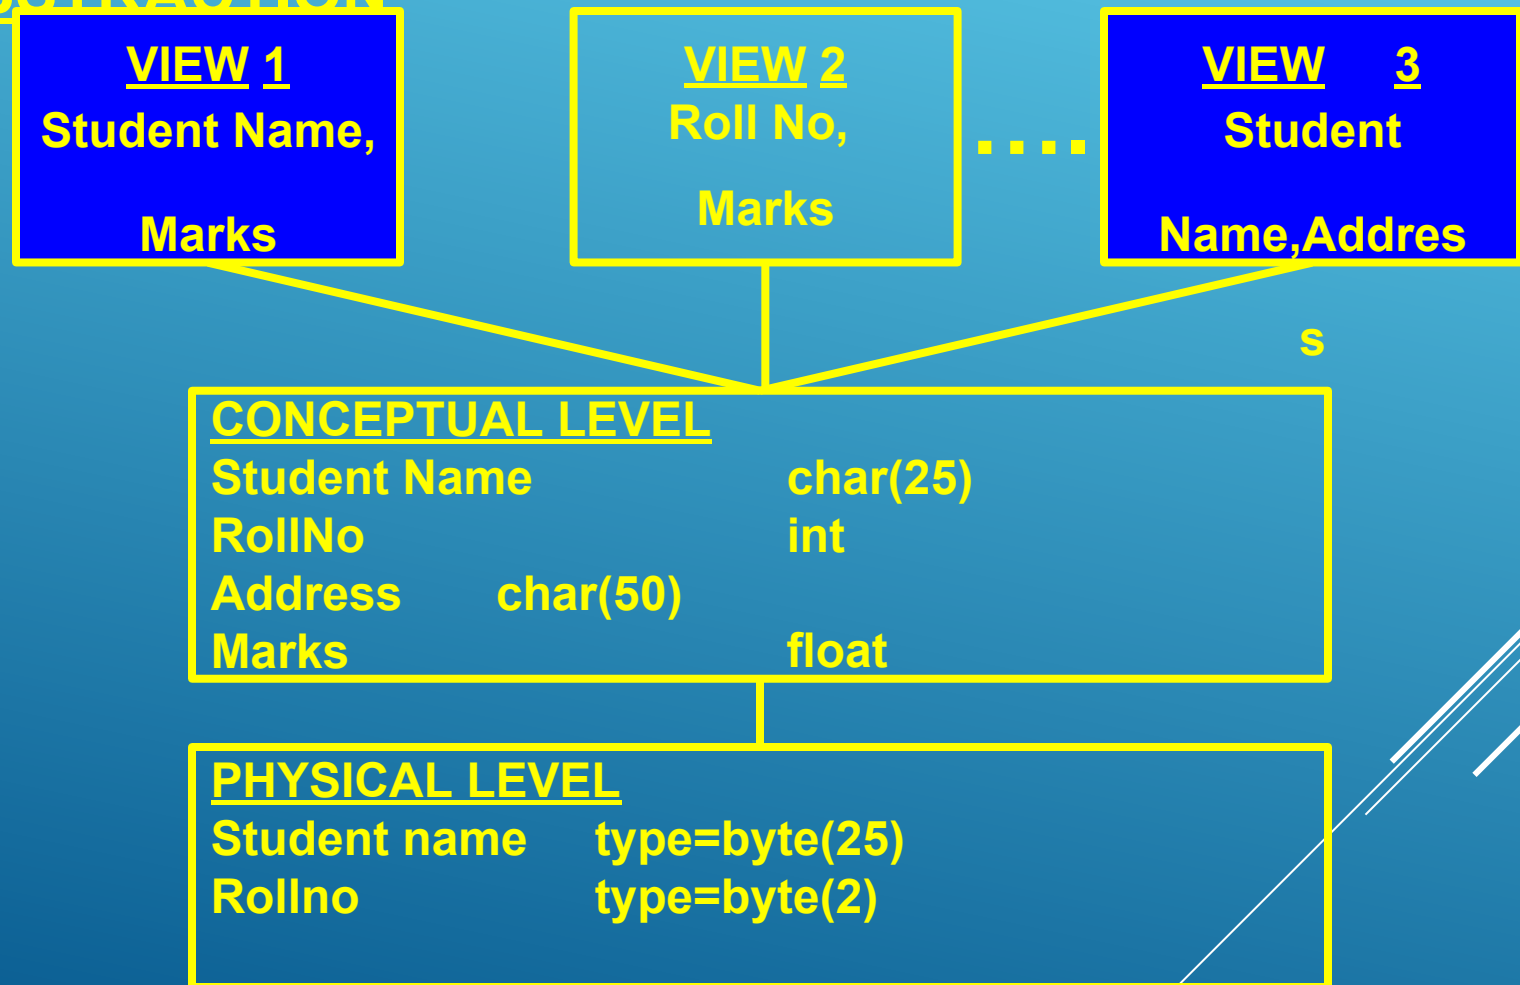 VIEW 1
Student Name,
Marks
VIEW 2
Roll No,
Marks
....
VIEW 3
Student
Name,Addres
s
CONCEPTUAL LEVEL
Student Name char(25)
RollNo int
Address char(50)
Marks float
PHYSICAL LEVEL
Student name type=byte(25)
Rollno type=byte(2)